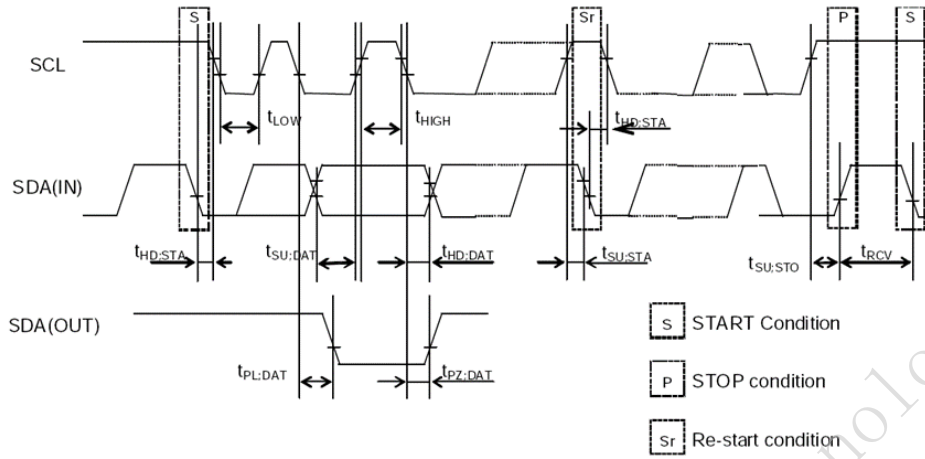 S Sr P S
SCL
tLOW tHIGH tHD:STA
SDA(IN)
tHD:STA tSU:DAT tHD:DAT tSU;STA tSU;STO tRCV
SDA(OUT)
S START Condition
tPL;DAT tPZ;DAT
P STOP condition
Sr Re-start condition